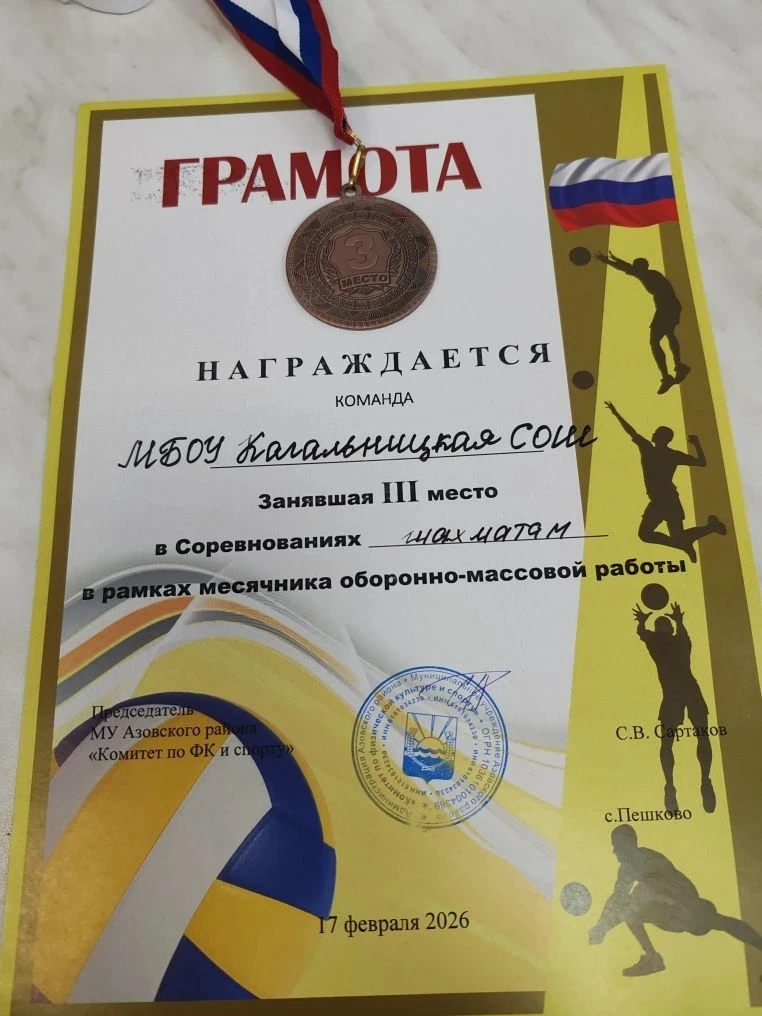 ГРАМОТА
3
МЕСТО
НАГРАЖДАЕТСЯ
КОМАНДА
МБОУ Кагальницкая СОШ
Занявшая III место
в Соревнованиях шахматам
в рамках месячника оборонно-массовой работы
Председатель
МУ Азовского района
«Комитет по ФК и спорту»
С.В. Сартаков
с.Пешково
17 февраля 2026